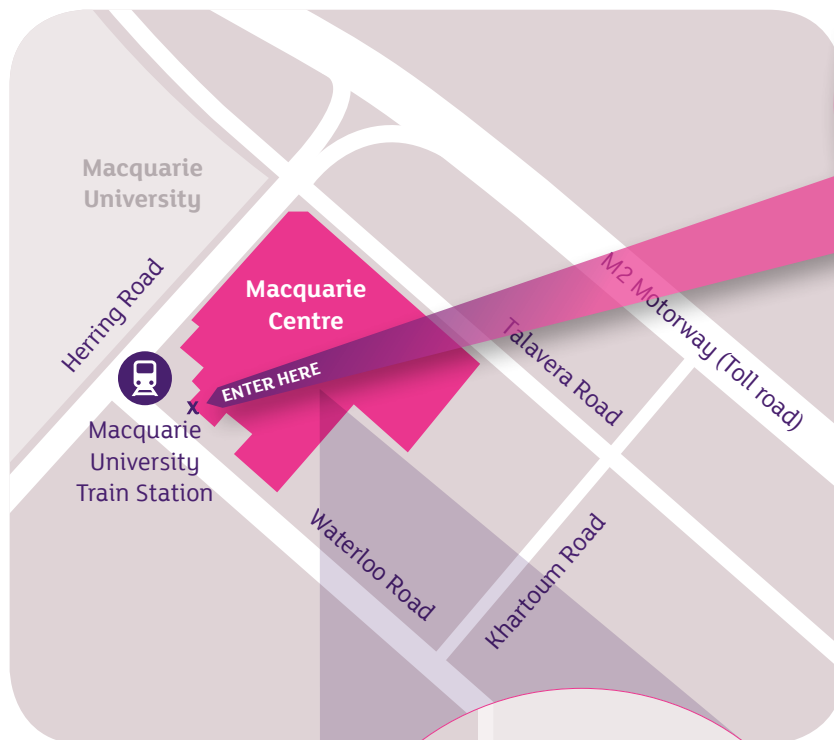 Macquarie
University
Herring Road
Macquarie
Centre
M2 Motorway (Toll road)
Talavera Road
ENTER HERE
x
Macquarie
University
Train Station
Waterloo Road
Khartoum Road